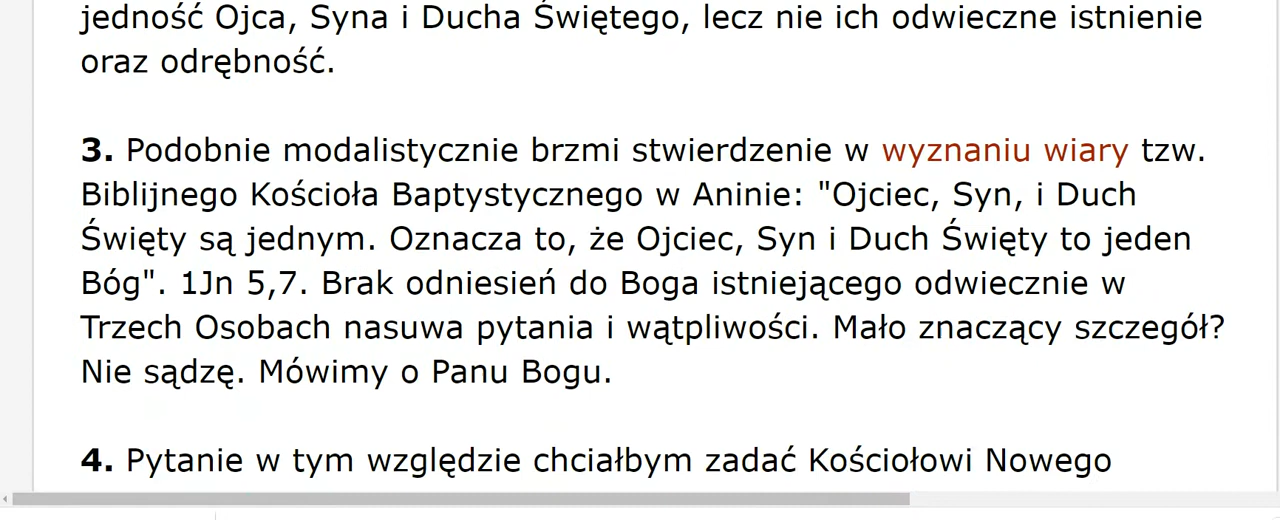 jedność Ojca, Syna i Ducha Świętego, lecz nie ich odwieczne istnienie
oraz odrębność.
3. Podobnie modalistycznie brzmi stwierdzenie w wyznaniu wiary tzw.
Biblijnego Kościoła Baptystycznego w Aninie: "Ojciec, Syn, i Duch
Święty są jednym. Oznacza to, że Ojciec, Syn i Duch Święty to jeden
Bóg". 1Jn 5,7. Brak odniesień do Boga istniejącego odwiecznie w
Trzech Osobach nasuwa pytania i wątpliwości. Mało znaczący szczegół?
Nie sądzę. Mówimy o Panu Bogu.
4. Pytanie w tym względzie chciałbym zadać Kościołowi Nowego